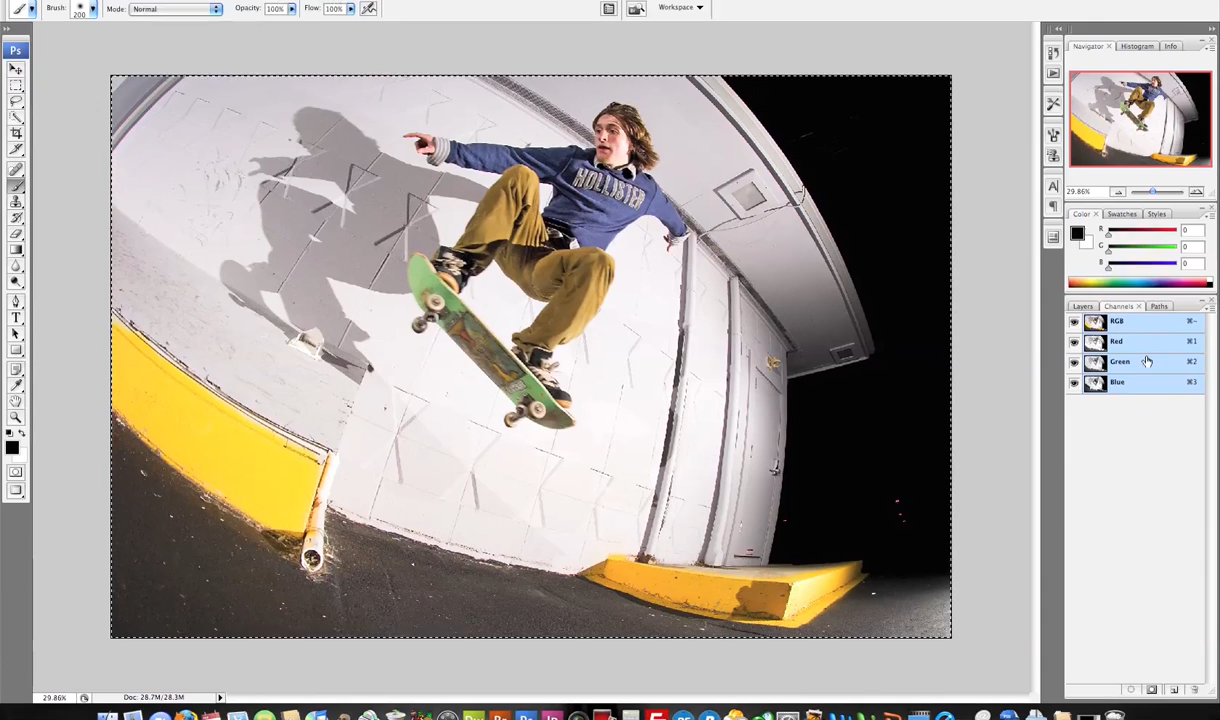 Brush: 200 Mode: Normal Opacity: 100% Flow: 100% Workspace
Ps
Navigator Histogram Info
29.86%
Color Swatches Styles
R 0
G 0
B 0
Layers Channels Paths
RGB ⌘~
Red ⌘1
Green ⌘2
Blue ⌘3
HOLLISTER
29.86% Doc: 28.7M/28.3M